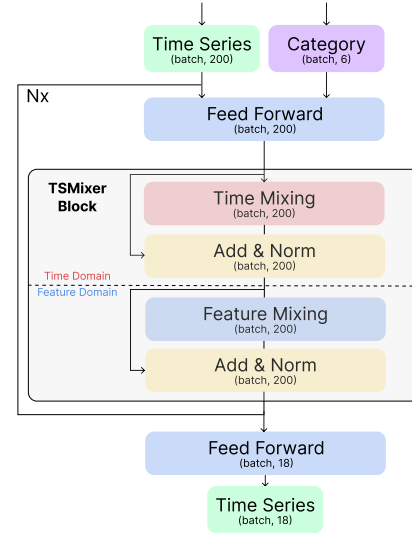 Time Series
(batch, 200)
Category
(batch, 6)
Nx
Feed Forward
(batch, 200)
TSMixer
Block
Time Mixing
(batch, 200)
Add & Norm
(batch, 200)
Time Domain
Feature Domain
Feature Mixing
(batch, 200)
Add & Norm
(batch, 200)
Feed Forward
(batch, 18)
Time Series
(batch, 18)